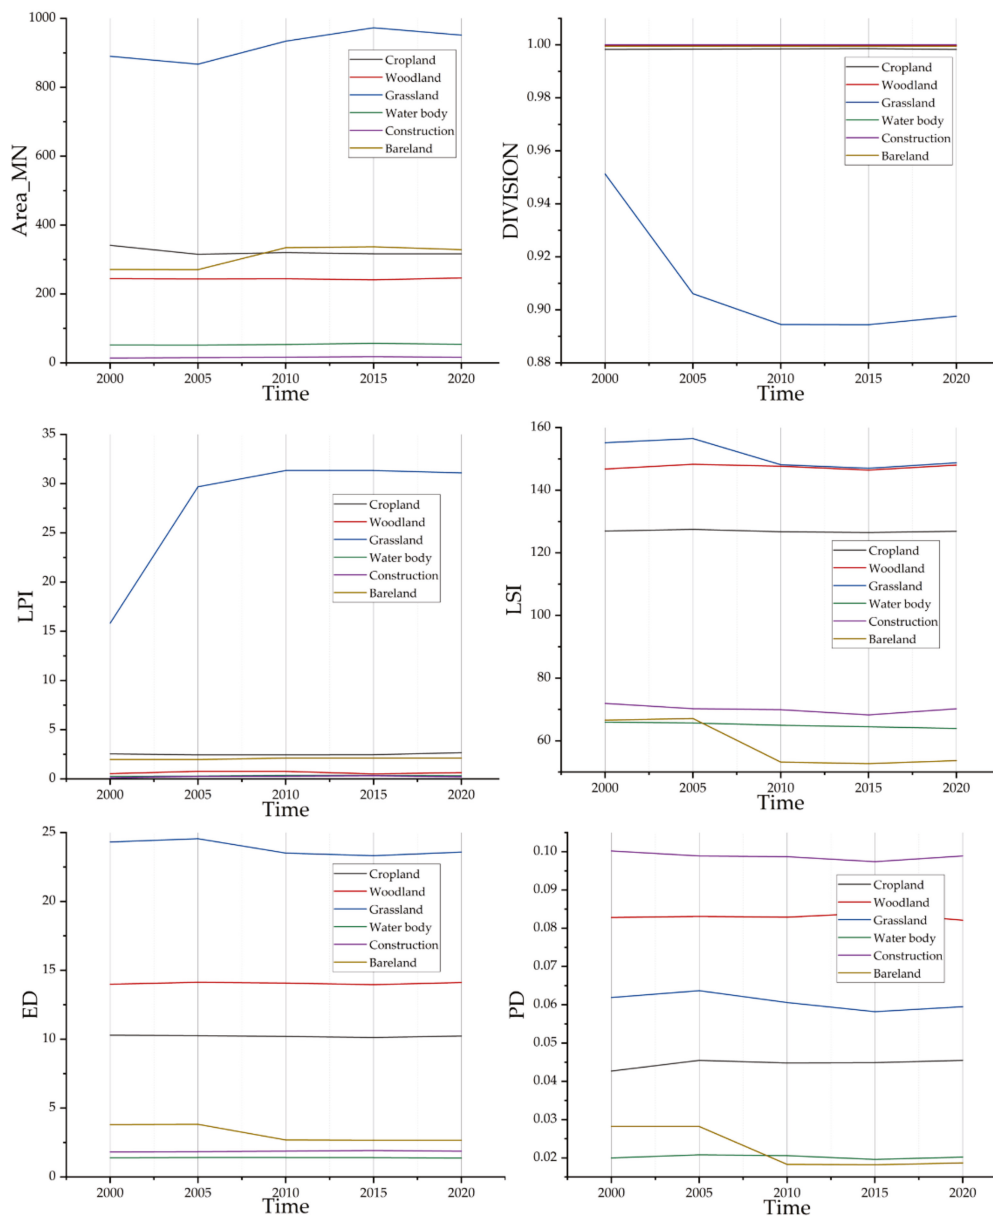 Area_MN
1000
800
600
400
200
0
Cropland
Woodland
Grassland
Water body
Construction
Bareland
2000 2005 2010 2015 2020
Time
DIVISION
1.00
0.98
0.96
0.94
0.92
0.90
0.88
Cropland
Woodland
Grassland
Water body
Construction
Bareland
2000 2005 2010 2015 2020
Time
LPI
35
30
25
20
15
10
5
0
Cropland
Woodland
Grassland
Water body
Construction
Bareland
2000 2005 2010 2015 2020
Time
LSI
160
140
120
100
80
60
Cropland
Woodland
Grassland
Water body
Construction
Bareland
2000 2005 2010 2015 2020
Time
ED
25
20
15
10
5
0
Cropland
Woodland
Grassland
Water body
Construction
Bareland
2000 2005 2010 2015 2020
Time
PD
0.10
0.09
0.08
0.07
0.06
0.05
0.04
0.03
0.02
Cropland
Woodland
Grassland
Water body
Construction
Bareland
2000 2005 2010 2015 2020
Time